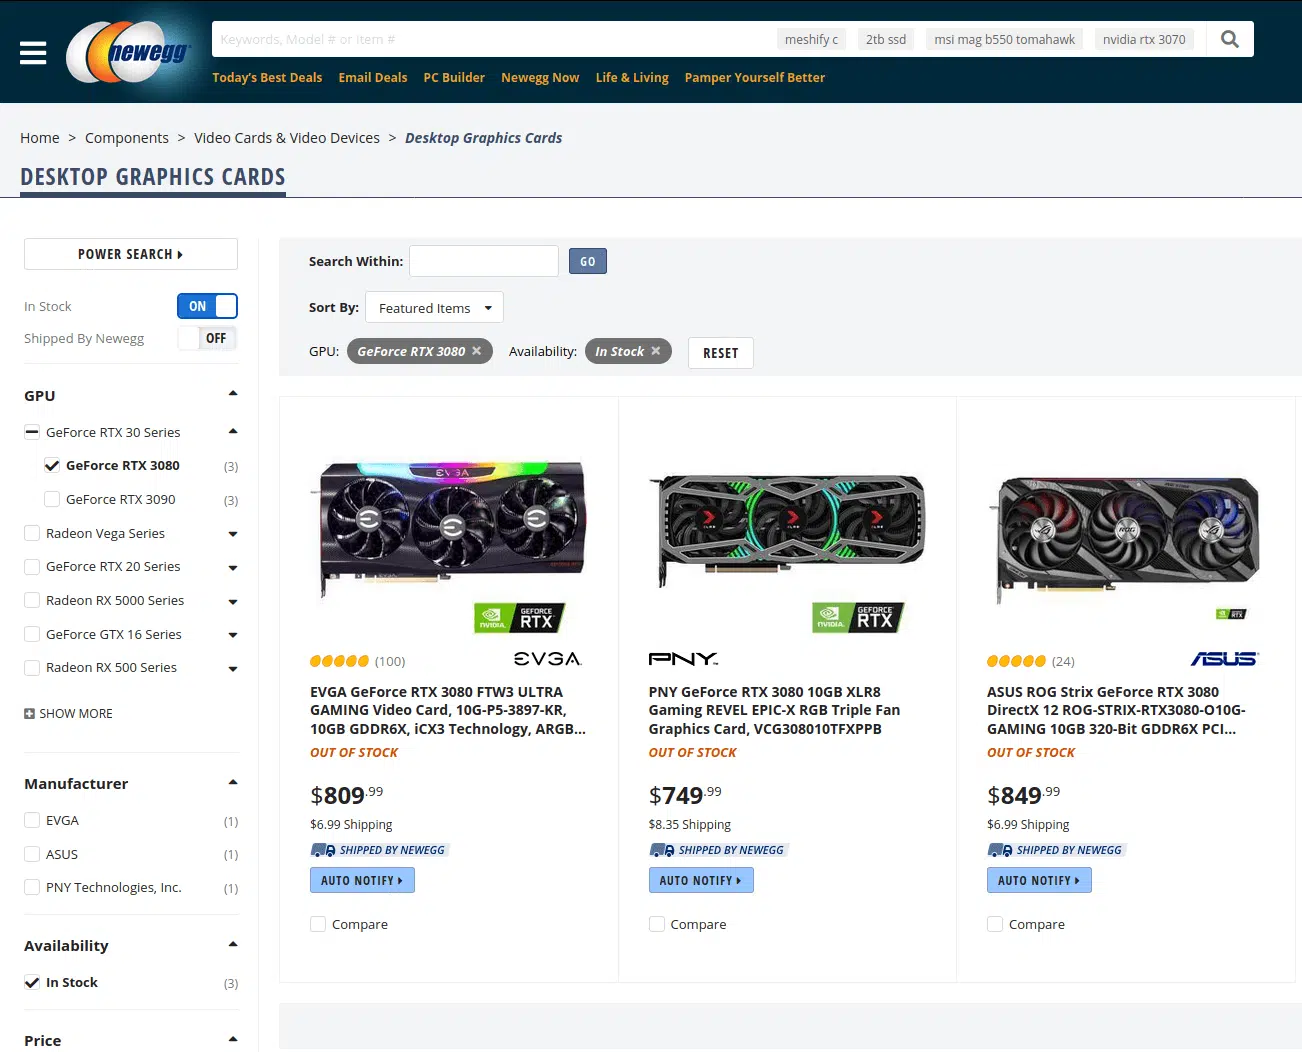 newegg
Keywords, Model # or Item #
meshify c
2tb ssd
msi mag b550 tomahawk
nvidia rtx 3070
Today's Best Deals
Email Deals
PC Builder
Newegg Now
Life & Living
Pamper Yourself Better
Home > Components > Video Cards & Video Devices > Desktop Graphics Cards
DESKTOP GRAPHICS CARDS
POWER SEARCH
In Stock
ON
Shipped By Newegg
OFF
GPU
GeForce RTX 30 Series
GeForce RTX 3080 (3)
GeForce RTX 3090 (3)
Radeon Vega Series
GeForce RTX 20 Series
Radeon RX 5000 Series
GeForce GTX 16 Series
Radeon RX 500 Series
SHOW MORE
Manufacturer
EVGA (1)
ASUS (1)
PNY Technologies, Inc. (1)
Availability
In Stock (3)
Price
Search Within:
GO
Sort By: Featured Items
GPU: GeForce RTX 3080 Availability: In Stock RESET
EVGA
NVIDIA.
GEFORCE
RTX
(100)
EVGA
EVGA GeForce RTX 3080 FTW3 ULTRA
GAMING Video Card, 10G-P5-3897-KR,
10GB GDDR6X, iCX3 Technology, ARGB...
OUT OF STOCK
$809.99
$6.99 Shipping
SHIPPED BY NEWEGG
AUTO NOTIFY
Compare
NVIDIA.
GEFORCE
RTX
PNY
PNY GeForce RTX 3080 10GB XLR8
Gaming REVEL EPIC-X RGB Triple Fan
Graphics Card, VCG308010TFXPPB
OUT OF STOCK
$749.99
$8.35 Shipping
SHIPPED BY NEWEGG
AUTO NOTIFY
Compare
ROG
RTX
(24)
ASUS
ASUS ROG Strix GeForce RTX 3080
DirectX 12 ROG-STRIX-RTX3080-O10G-
GAMING 10GB 320-Bit GDDR6X PCI...
OUT OF STOCK
$849.99
$6.99 Shipping
SHIPPED BY NEWEGG
AUTO NOTIFY
Compare